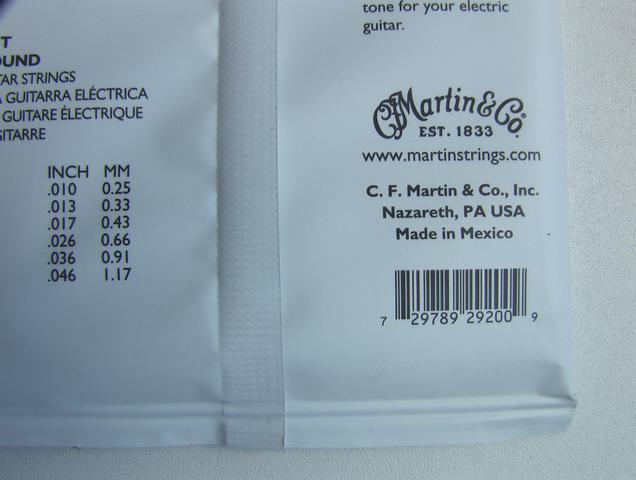 tone for your electric
guitar.
T
OUND
TAR STRINGS
A GUITARRA ELÉCTRICA
GUITARE ÉLECTRIQUE
GITARRE
INCH MM
.010 0.25
.013 0.33
.017 0.43
.026 0.66
.036 0.91
.046 1.17
CF Martin & Co.
EST. 1833
www.martinstrings.com
C. F. Martin & Co., Inc.
Nazareth, PA USA
Made in Mexico
7 29789 29200 9